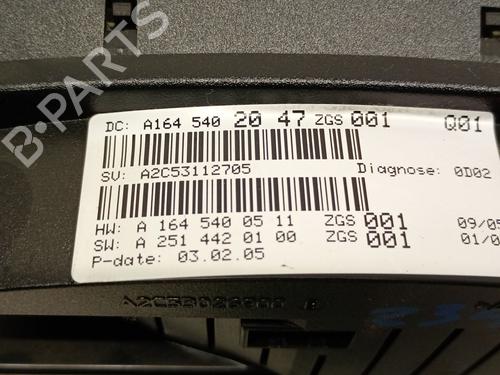 DC: A164 540 20 47 ZGS 001 Q01
SV: A2C53112705 Diagnose: 0D02
HW: A 164 540 05 11 ZGS 001 09/05
SW: A 251 442 01 00 ZGS 001 01/0
P-date: 03.02.05
B-PARTS